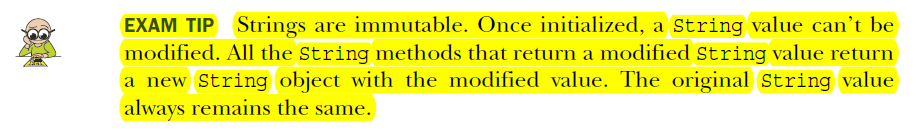 EXAM TIP Strings are immutable. Once initialized, a String value can’t be
modified. All the String methods that return a modified String value return
a new String object with the modified value. The original String value
always remains the same.